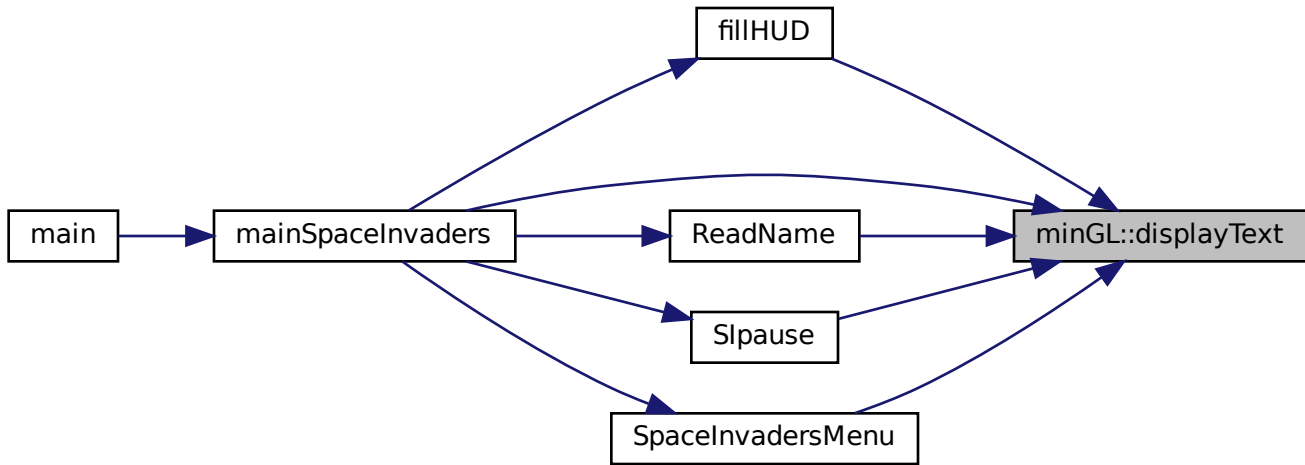 fillHUD
main
mainSpaceInvaders
ReadName
minGL::displayText
SIpause
SpaceInvadersMenu